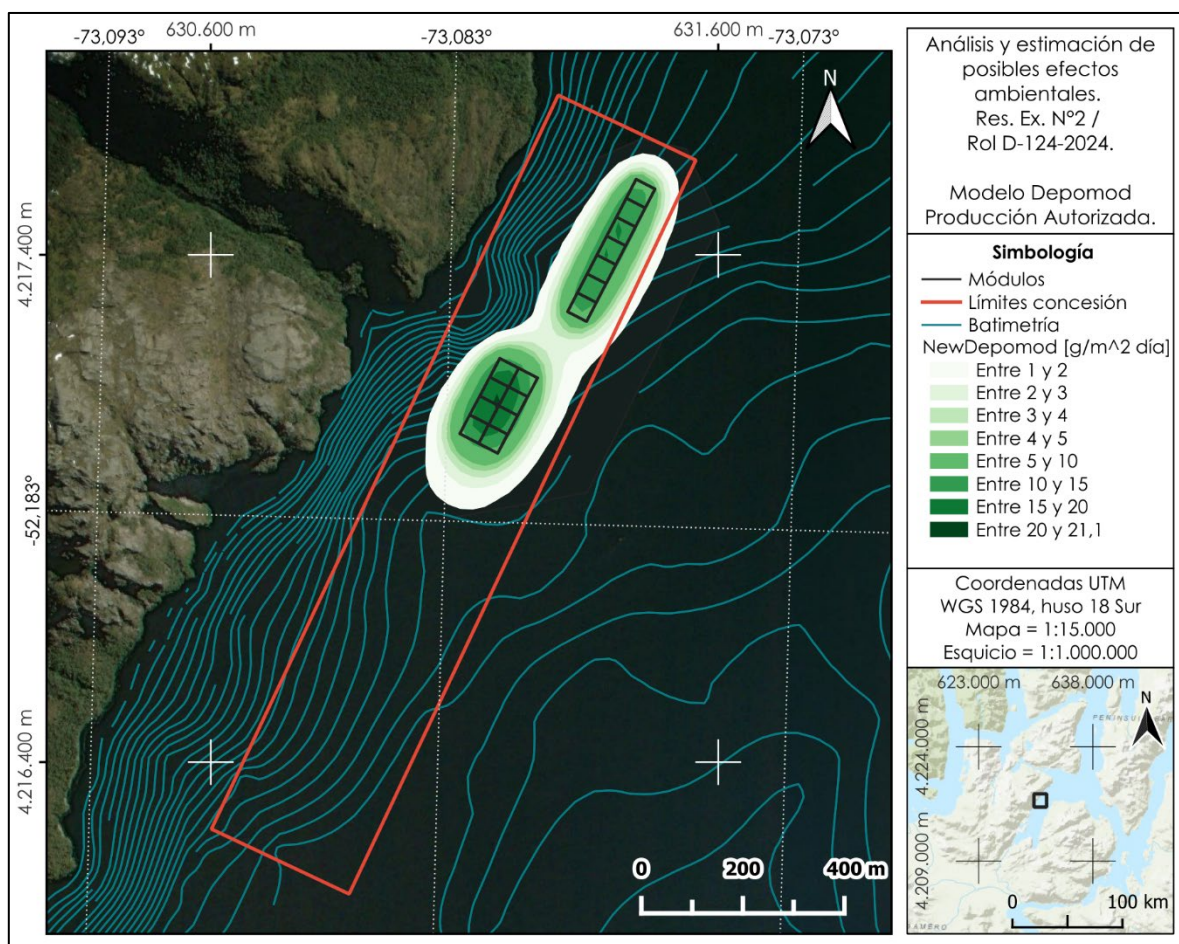 -73,093°
630.600 m
-73,083°
631.600 m
-73,073°
4.217.400 m
-52,183°
4.216.400 m
N
0 200 400 m
Análisis y estimación de
posibles efectos
ambientales.
Res. Ex. N°2 /
Rol D-124-2024.
Modelo Depomod
Producción Autorizada.
Simbología
Módulos
Límites concesión
Batimetría
NewDepomod [g/m^2 día]
Entre 1 y 2
Entre 2 y 3
Entre 3 y 4
Entre 4 y 5
Entre 5 y 10
Entre 10 y 15
Entre 15 y 20
Entre 20 y 21,1
Coordenadas UTM
WGS 1984, huso 18 Sur
Mapa = 1:15.000
Esquicio = 1:1.000.000
623.000 m 638.000 m
N
4.224.000 m
4.209.000 m
0 100 km